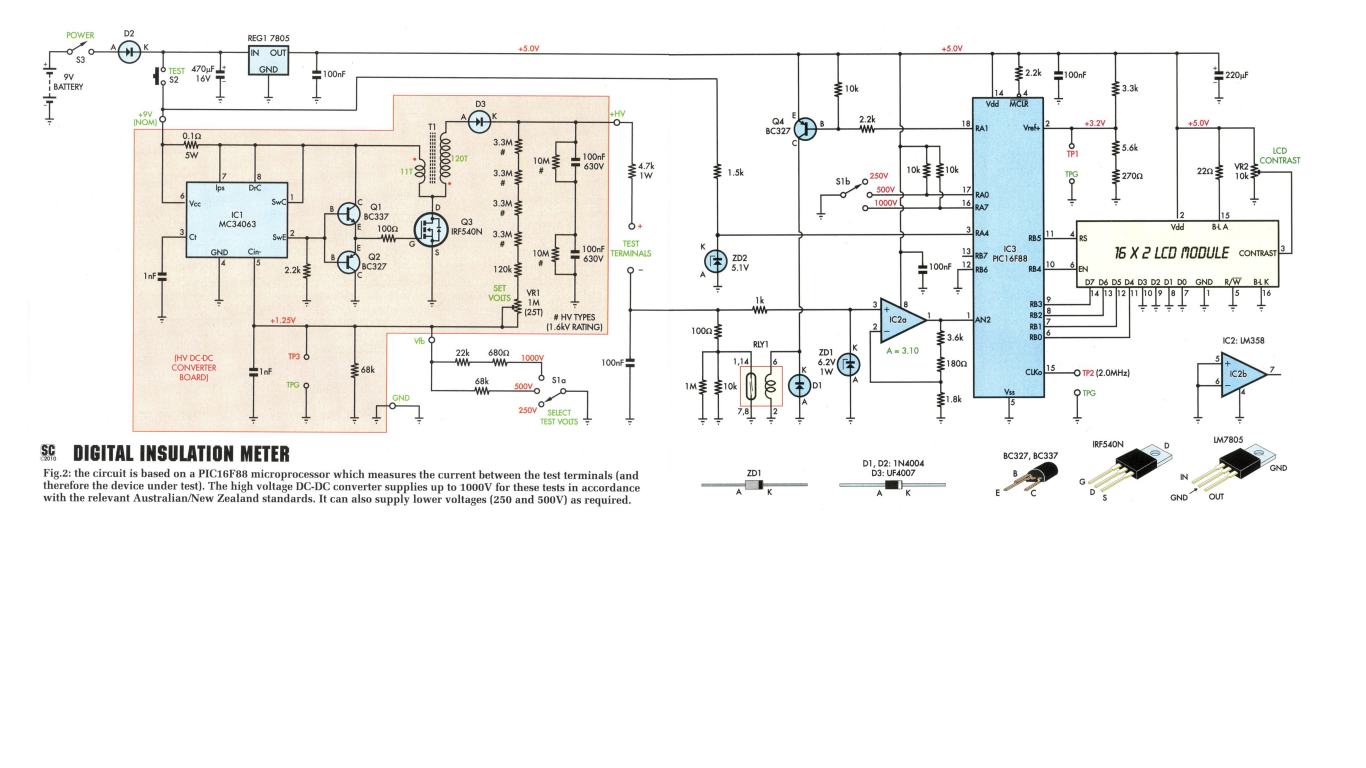 POWER
S3
9V
BATTERY
A D2 K
TEST
S2
470µF
16V
REG1 7805
IN OUT
GND
100nF
+5.0V
+5.0V
+9V
(NOM)
0.1Ω
5W
T1
11T
120T
A D3 K
+HV
3.3M
#
3.3M
#
3.3M
#
3.3M
#
10M
#
100nF
630V
10M
#
100nF
630V
120k
SET
VOLTS
VR1
1M
(25T)
# HV TYPES
(1.6kV RATING)
4.7k
1W
+
TEST
TERMINALS
–
7 8
Ips DrC
6 Vcc
SwC 1
IC1
MC34063
3 Ct
SwE 2
GND Cin-
4 5
1nF
2.2k
B C E
Q1
BC337
B E C
Q2
BC327
100Ω
G D S
Q3
IRF540N
+1.25V
(HV DC-DC
CONVERTER
BOARD)
1nF
TP3
TPG
68k
GND
Vfb
22k
680Ω
1000V
68k
500V
250V
S1a
SELECT
TEST VOLTS
100nF
1.5k
K
ZD2
5.1V
A
1k
100Ω
1M
10k
RLY1
1,14
6
7,8
2
K
D1
A
ZD1
6.2V
1W
K
A
E
Q4
BC327
B
C
10k
2.2k
10k
10k
S1b
250V
500V
1000V
100nF
3 +
2 –
8
IC2a
1
A = 3.10
3.6k
180Ω
1.8k
14 4
Vdd MCLR
18 RA1
17 RA0
16 RA7
3 RA4
13 RB7
12 RB6
1 AN2
IC3
PIC16F88
Vref+ 2
RB5 11
RB4 10
RB3 9
RB2 8
RB1 7
RB0 6
CLKo 15
Vss
5
2.2k
100nF
3.3k
+3.2V
TP1
TPG
5.6k
270Ω
220µF
+5.0V
22Ω
VR2
10k
LCD
CONTRAST
2 15
Vdd B-L A
4 RS
6 EN
16 X 2 LCD MODULE
CONTRAST 3
D7 D6 D5 D4 D3 D2 D1 D0 GND R/W B-L K
14 13 12 11 10 9 8 7 1 5 16
TP2 (2.0MHz)
TPG
IC2: LM358
5 +
6 –
IC2b
7
4
SC
©2010
DIGITAL INSULATION METER
Fig.2: the circuit is based on a PIC16F88 microprocessor which measures the current between the test terminals (and
therefore the device under test). The high voltage DC-DC converter supplies up to 1000V for these tests in accordance
with the relevant Australian/New Zealand standards. It can also supply lower voltages (250 and 500V) as required.
ZD1
A K
D1, D2: 1N4004
D3: UF4007
A K
BC327, BC337
B
E C
IRF540N
G
D
S
D
LM7805
IN
GND
OUT
GND